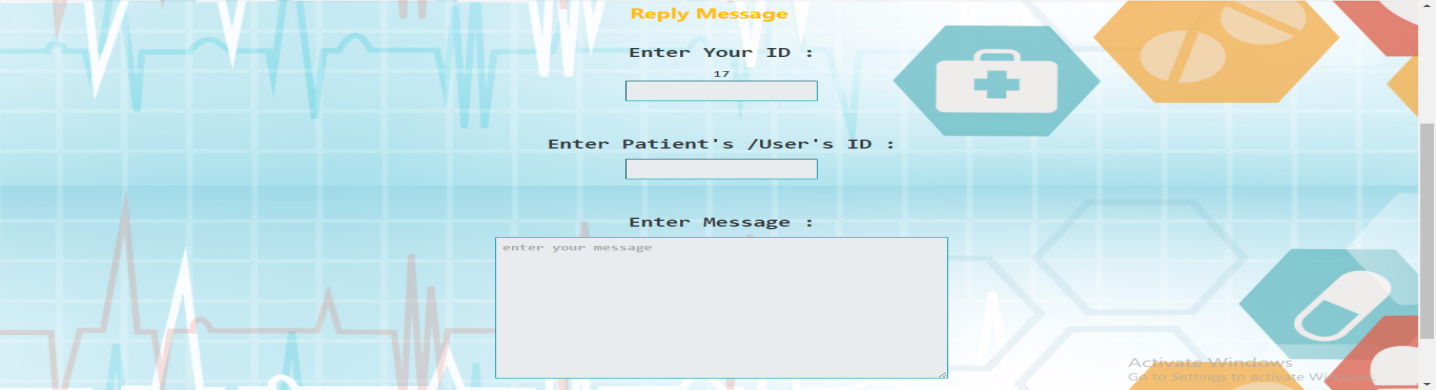 Reply Message
Enter Your ID :
17
Enter Patient's /User's ID :
Enter Message :
enter your message
Activate Windows
Go to Settings to activate Windows.